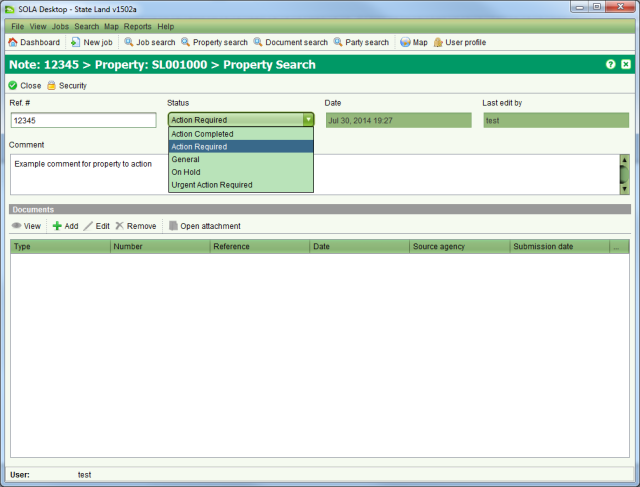 SOLA Desktop - State Land v1502a
File View Jobs Search Map Reports Help
Dashboard New job Job search Property search Document search Party search Map User profile
Note: 12345 > Property: SL001000 > Property Search
Close Security
Ref. # Status Date Last edit by
12345 Action Required Jul 30, 2014 19:27 test
Action Completed
Action Required
General
On Hold
Urgent Action Required
Comment
Example comment for property to action
Documents
View Add Edit Remove Open attachment
Type Number Reference Date Source agency Submission date ...
User: test